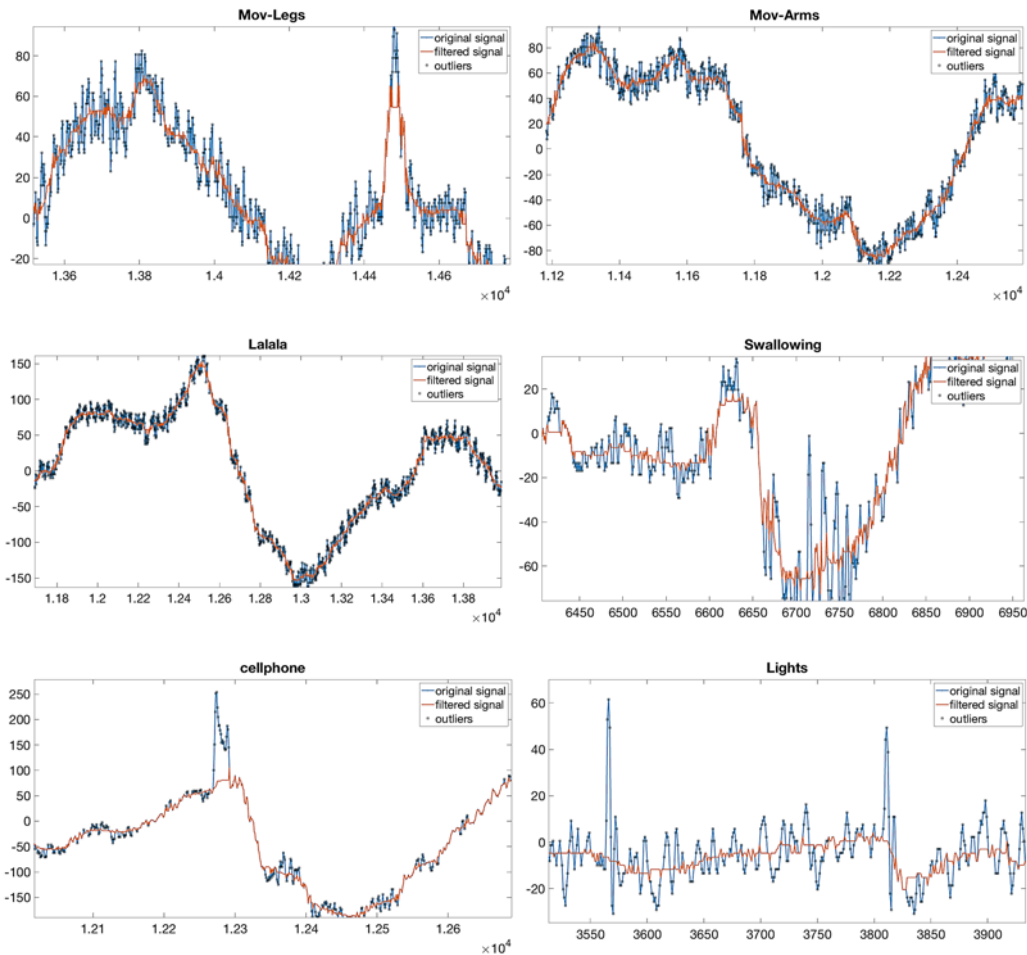 Mov-Legs
original signal
filtered signal
outliers
80
60
40
20
0
-20
1.36 1.38 1.4 1.42 1.44 1.46
×10⁴
Mov-Arms
original signal
filtered signal
outliers
80
60
40
20
0
-20
-40
-60
-80
1.12 1.14 1.16 1.18 1.2 1.22 1.24
×10⁴
Lalala
original signal
filtered signal
outliers
150
100
50
0
-50
-100
-150
1.18 1.2 1.22 1.24 1.26 1.28 1.3 1.32 1.34 1.36 1.38
×10⁴
Swallowing
original signal
filtered signal
outliers
20
0
-20
-40
-60
6450 6500 6550 6600 6650 6700 6750 6800 6850 6900 6950
cellphone
original signal
filtered signal
outliers
250
200
150
100
50
0
-50
-100
-150
1.21 1.22 1.23 1.24 1.25 1.26
×10⁴
Lights
original signal
filtered signal
outliers
60
40
20
0
-20
3550 3600 3650 3700 3750 3800 3850 3900